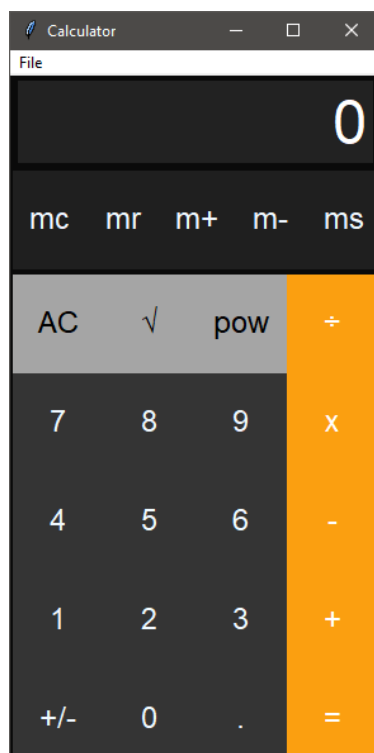 Calculator
File
0
mc mr m+ m- ms
AC √ pow ÷
7 8 9 x
4 5 6 -
1 2 3 +
+/- 0 . =